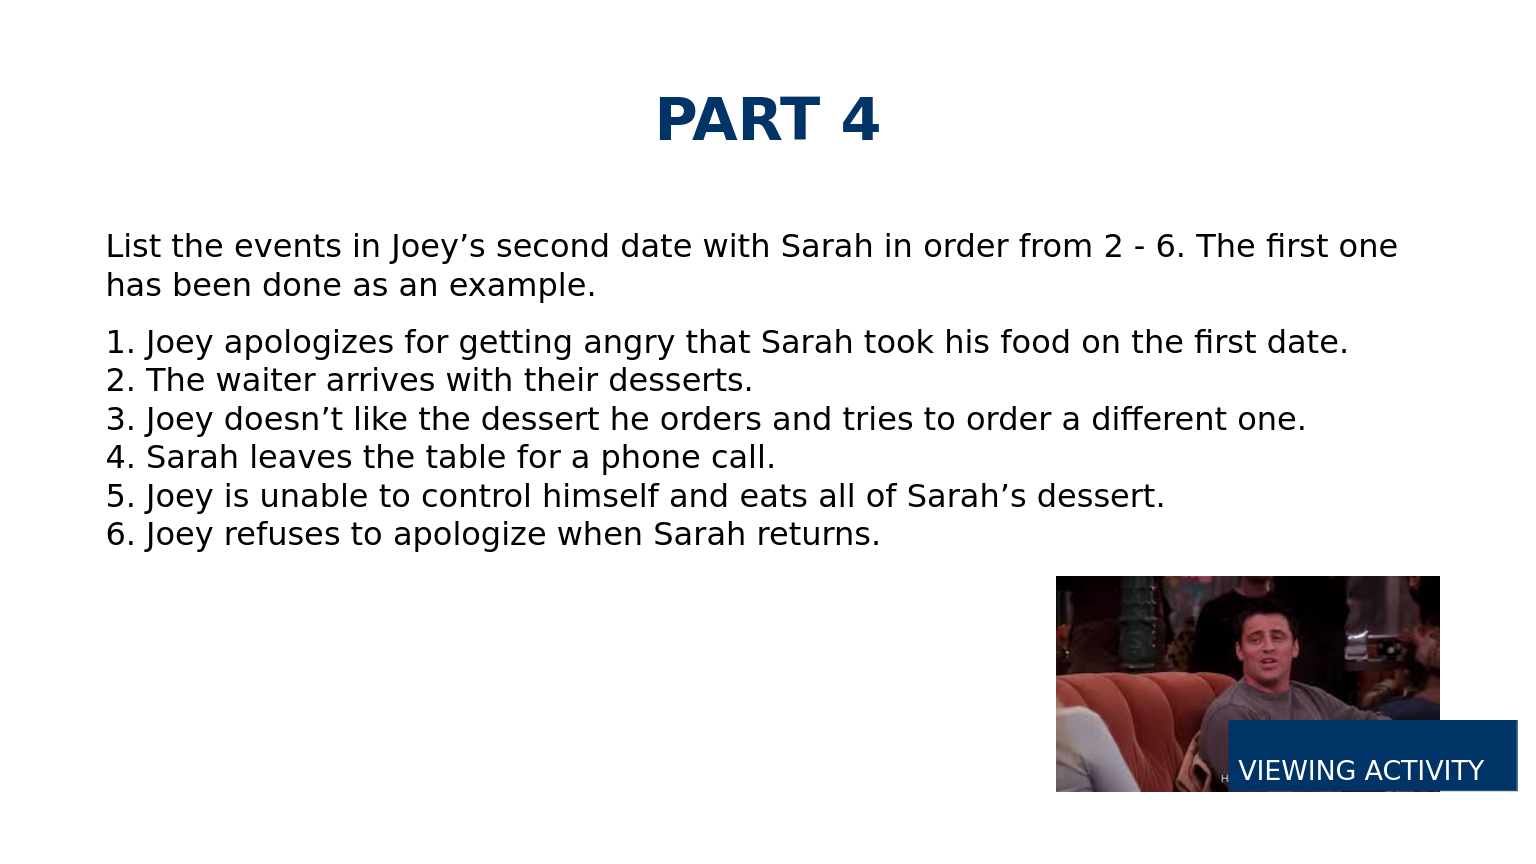 PART 4
List the events in Joey’s second date with Sarah in order from 2 - 6. The first one
has been done as an example.
1. Joey apologizes for getting angry that Sarah took his food on the first date.
2. The waiter arrives with their desserts.
3. Joey doesn’t like the dessert he orders and tries to order a different one.
4. Sarah leaves the table for a phone call.
5. Joey is unable to control himself and eats all of Sarah’s dessert.
6. Joey refuses to apologize when Sarah returns.
VIEWING ACTIVITY